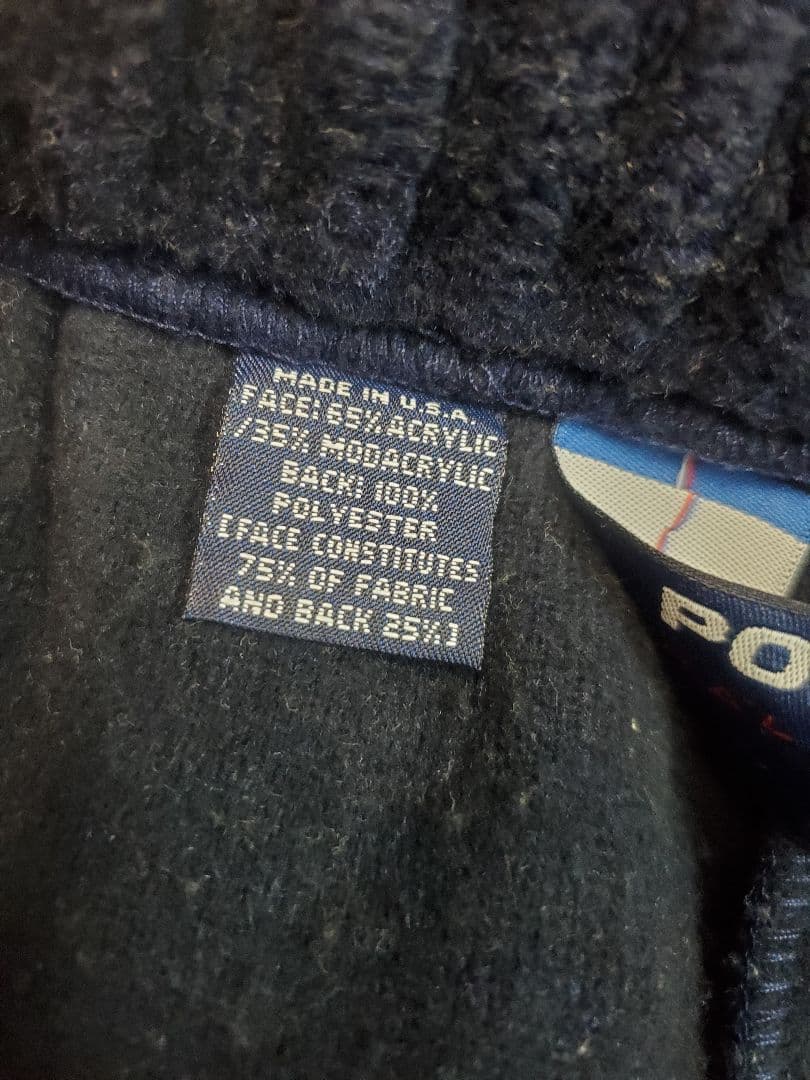 MADE IN U.S.A.
FACE: 65% ACRYLIC
/35% MODACRYLIC
BACK: 100%
POLYESTER
[FACE CONSTITUTES
75% OF FABRIC
AND BACK 25%]
PO